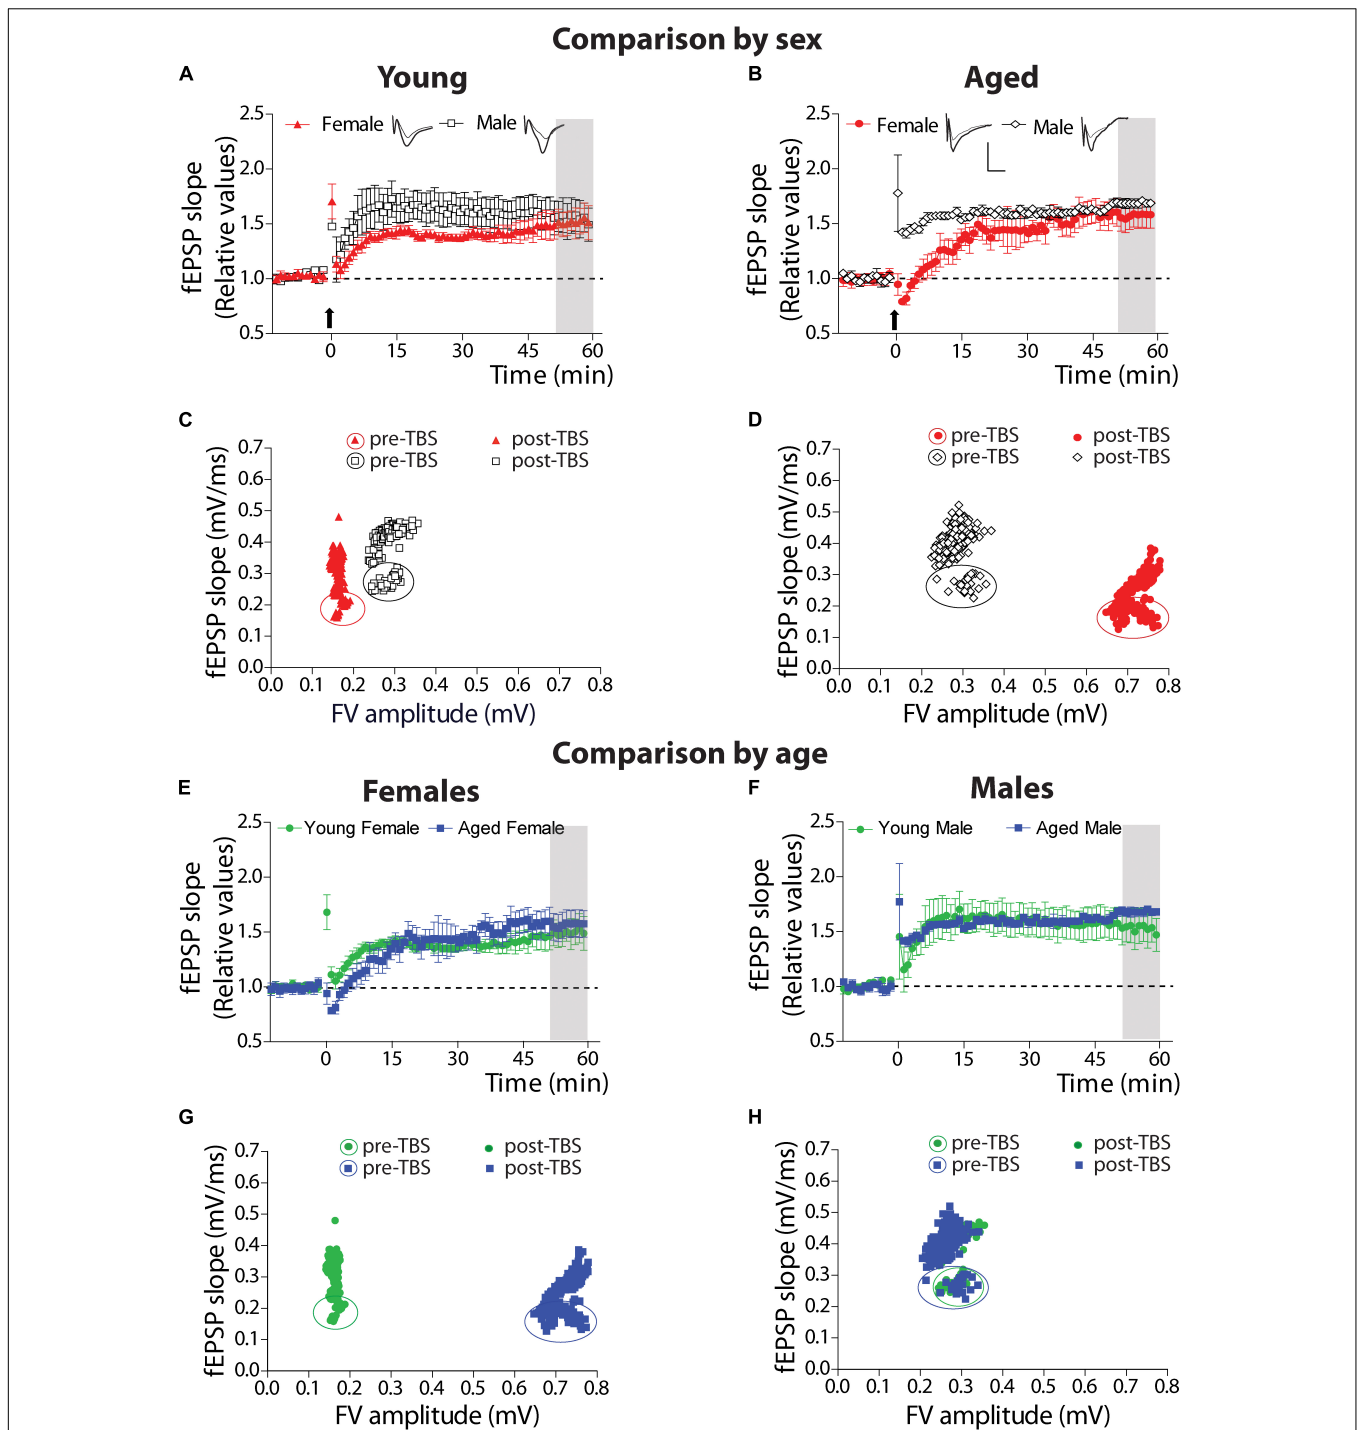 Comparison by sex
A
Young
Female
Male
2.5
2.0
1.5
1.0
0.5
fEPSP slope
(Relative values)
0
15
30
45
60
Time (min)
B
Aged
Female
Male
2.5
2.0
1.5
1.0
0.5
fEPSP slope
(Relative values)
0
15
30
45
60
Time (min)
C
pre-TBS
post-TBS
pre-TBS
post-TBS
0.7
0.6
0.5
0.4
0.3
0.2
0.1
0.0
fEPSP slope (mV/ms)
0.0
0.1
0.2
0.3
0.4
0.5
0.6
0.7
0.8
FV amplitude (mV)
D
pre-TBS
post-TBS
pre-TBS
post-TBS
0.7
0.6
0.5
0.4
0.3
0.2
0.1
0.0
fEPSP slope (mV/ms)
0.0
0.1
0.2
0.3
0.4
0.5
0.6
0.7
0.8
FV amplitude (mV)
Comparison by age
E
Females
Young Female
Aged Female
2.5
2.0
1.5
1.0
0.5
fEPSP slope
(Relative values)
0
15
30
45
60
Time (min)
F
Males
Young Male
Aged Male
2.5
2.0
1.5
1.0
0.5
fEPSP slope
(Relative values)
0
15
30
45
60
Time (min)
G
pre-TBS
post-TBS
pre-TBS
post-TBS
0.7
0.6
0.5
0.4
0.3
0.2
0.1
0.0
fEPSP slope (mV/ms)
0.0
0.1
0.2
0.3
0.4
0.5
0.6
0.7
0.8
FV amplitude (mV)
H
pre-TBS
post-TBS
pre-TBS
post-TBS
0.7
0.6
0.5
0.4
0.3
0.2
0.1
0.0
fEPSP slope (mV/ms)
0.0
0.1
0.2
0.3
0.4
0.5
0.6
0.7
0.8
FV amplitude (mV)